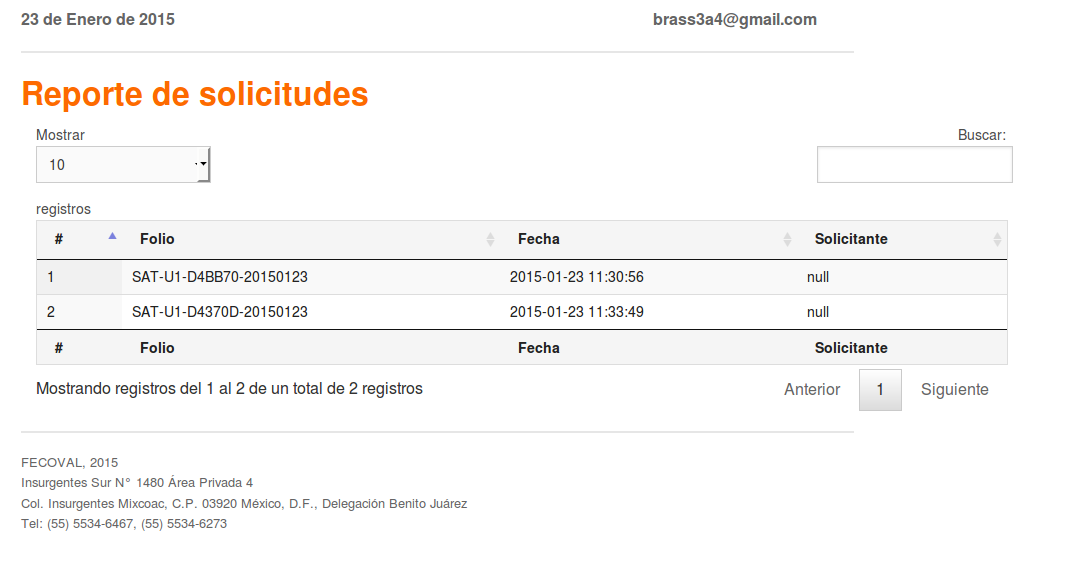 23 de Enero de 2015 brass3a4@gmail.com
Reporte de solicitudes
Mostrar Buscar:
10
registros
# Folio Fecha Solicitante
1 SAT-U1-D4BB70-20150123 2015-01-23 11:30:56 null
2 SAT-U1-D4370D-20150123 2015-01-23 11:33:49 null
# Folio Fecha Solicitante
Mostrando registros del 1 al 2 de un total de 2 registros Anterior 1 Siguiente
FECOVAL, 2015
Insurgentes Sur N° 1480 Área Privada 4
Col. Insurgentes Mixcoac, C.P. 03920 México, D.F., Delegación Benito Juárez
Tel: (55) 5534-6467, (55) 5534-6273